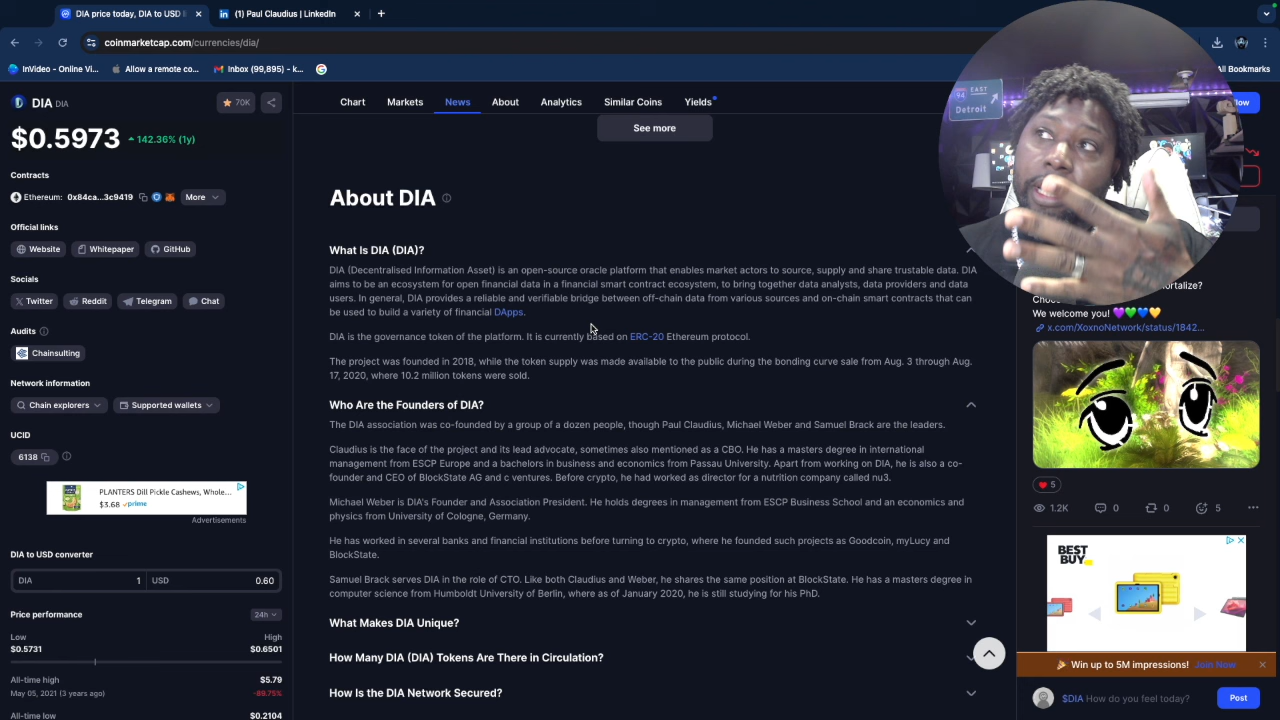 DIA price today, DIA to USD l
(1) Paul Claudius | LinkedIn
coinmarketcap.com/currencies/dia/
InVideo - Online Vi...
Allow a remote co...
Inbox (99,895) - k...
All Bookmarks
DIA DIA
70K
$0.5973
142.36% (1y)
Contracts
Ethereum: 0x84ca...3c9419
More
Official links
Website
Whitepaper
GitHub
Socials
Twitter
Reddit
Telegram
Chat
Audits
Chainsulting
Network information
Chain explorers
Supported wallets
UCID
6138
PLANTERS Dill Pickle Cashews, Whole...
$3.68 prime
Advertisements
DIA to USD converter
DIA 1 USD 0.60
Price performance
24h
Low
High
$0.5731
$0.6501
All-time high
$5.79
May 05, 2021 (3 years ago)
-89.75%
All-time low
$0.2104
Chart
Markets
News
About
Analytics
Similar Coins
Yields
See more
About DIA
What Is DIA (DIA)?
DIA (Decentralised Information Asset) is an open-source oracle platform that enables market actors to source, supply and share trustable data. DIA
aims to be an ecosystem for open financial data in a financial smart contract ecosystem, to bring together data analysts, data providers and data
users. In general, DIA provides a reliable and verifiable bridge between off-chain data from various sources and on-chain smart contracts that can
be used to build a variety of financial DApps.
DIA is the governance token of the platform. It is currently based on ERC-20 Ethereum protocol.
The project was founded in 2018, while the token supply was made available to the public during the bonding curve sale from Aug. 3 through Aug.
17, 2020, where 10.2 million tokens were sold.
Who Are the Founders of DIA?
The DIA association was co-founded by a group of a dozen people, though Paul Claudius, Michael Weber and Samuel Brack are the leaders.
Claudius is the face of the project and its lead advocate, sometimes also mentioned as a CBO. He has a masters degree in international
management from ESCP Europe and a bachelors in business and economics from Passau University. Apart from working on DIA, he is also a co-
founder and CEO of BlockState AG and c ventures. Before crypto, he had worked as director for a nutrition company called nu3.
Michael Weber is DIA's Founder and Association President. He holds degrees in management from ESCP Business School and an economics and
physics from University of Cologne, Germany.
He has worked in several banks and financial institutions before turning to crypto, where he founded such projects as Goodcoin, myLucy and
BlockState.
Samuel Brack serves DIA in the role of CTO. Like both Claudius and Weber, he shares the same position at BlockState. He has a masters degree in
computer science from Humboldt University of Berlin, where as of January 2020, he is still studying for his PhD.
What Makes DIA Unique?
How Many DIA (DIA) Tokens Are There in Circulation?
How Is the DIA Network Secured?
94 EAST
Detroit
We welcome you! 💜💚💙💛
x.com/XoxnoNetwork/status/1842...
5
1.2K
0
0
5
BEST
BUY
🎉 Win up to 5M impressions! Join Now
$DIA How do you feel today?
Post